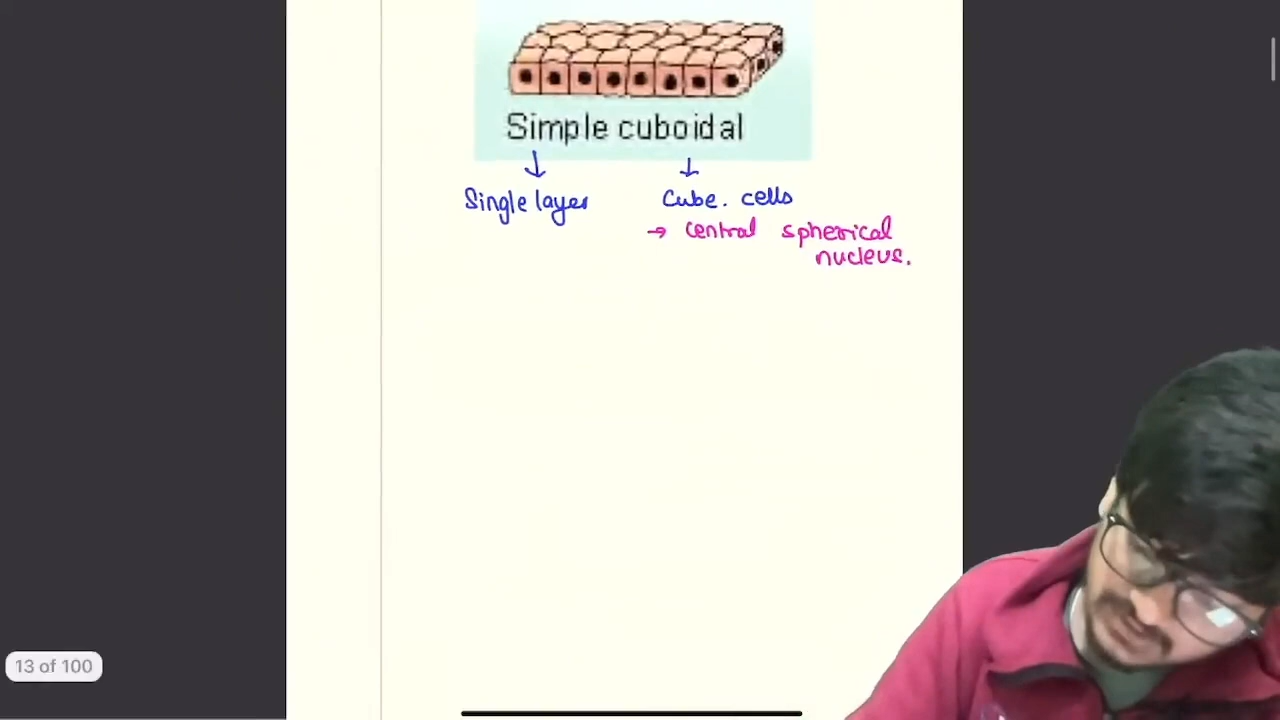 Simple cuboidal
↓ ↓
Single layer Cube. cells
→ central spherical
nucleus.
13 of 100